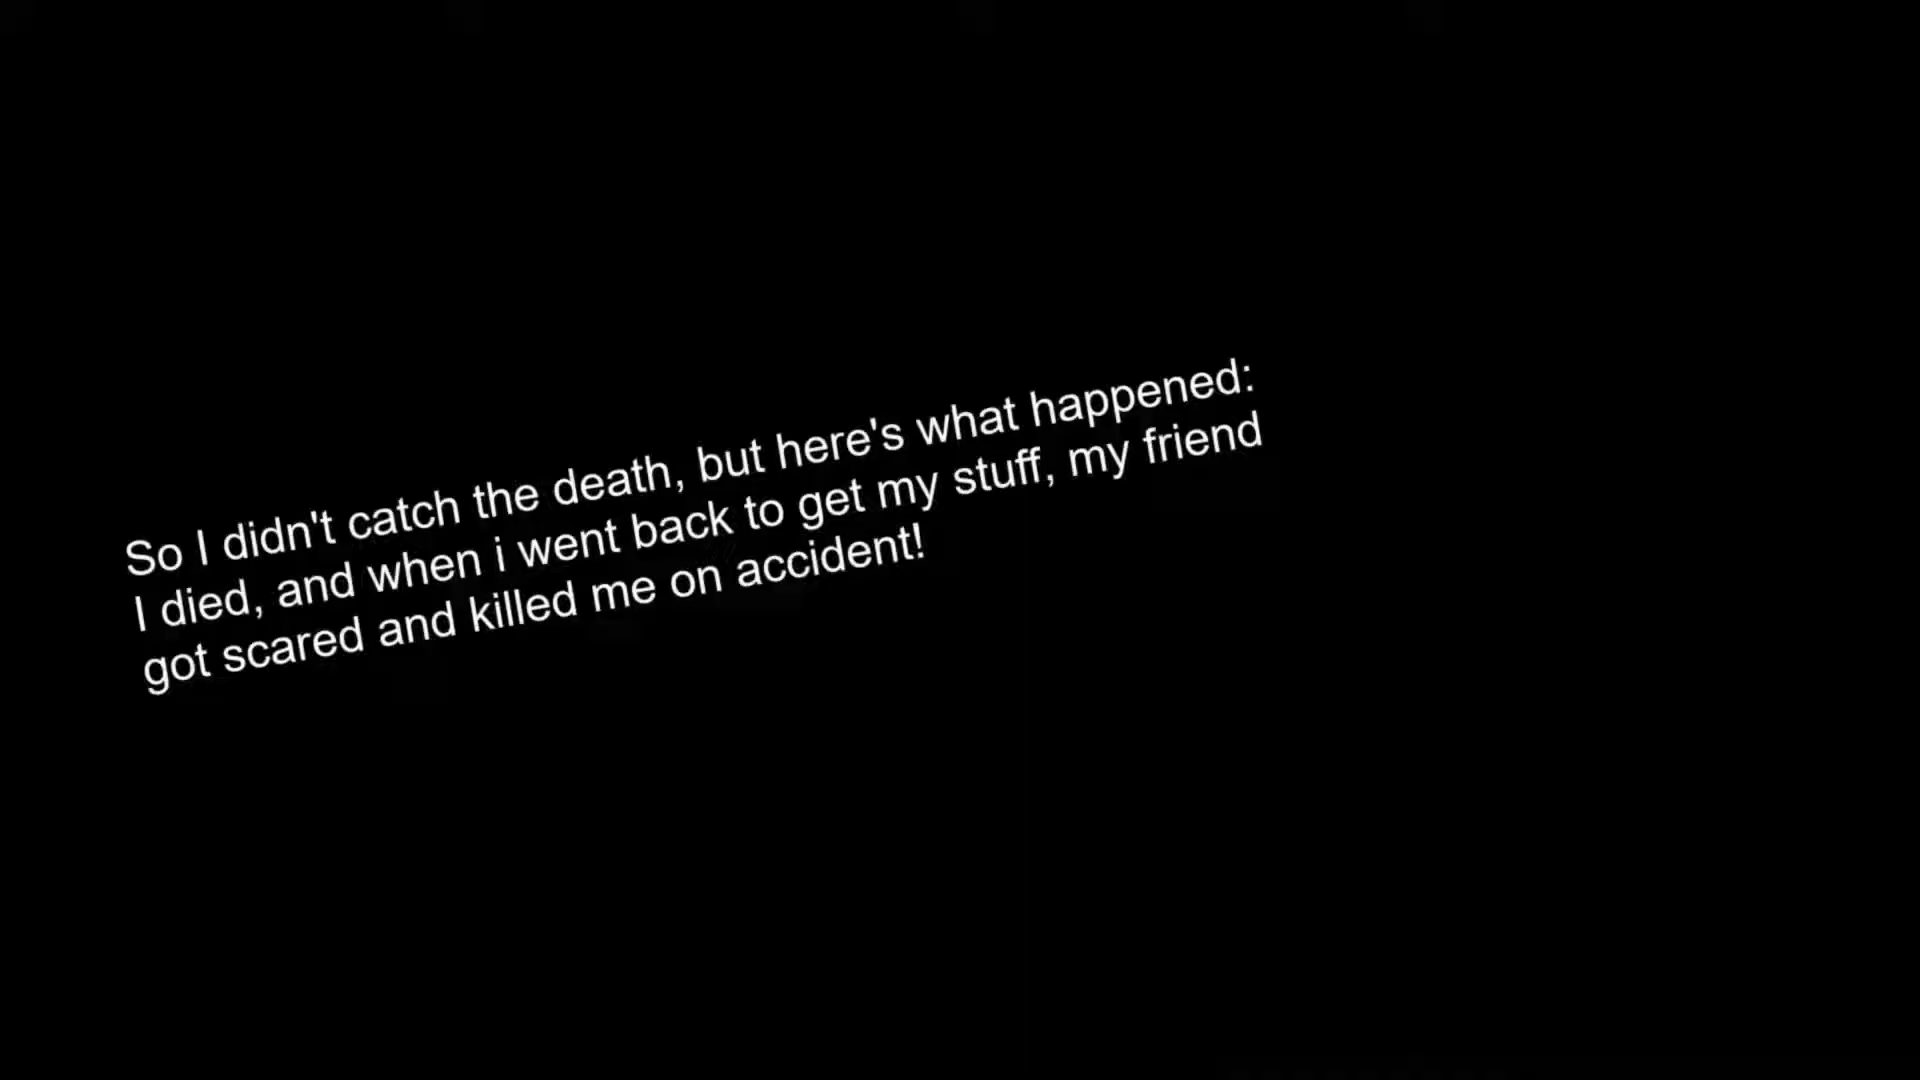 So I didn't catch the death, but here's what happened:
I died, and when i went back to get my stuff, my friend
got scared and killed me on accident!